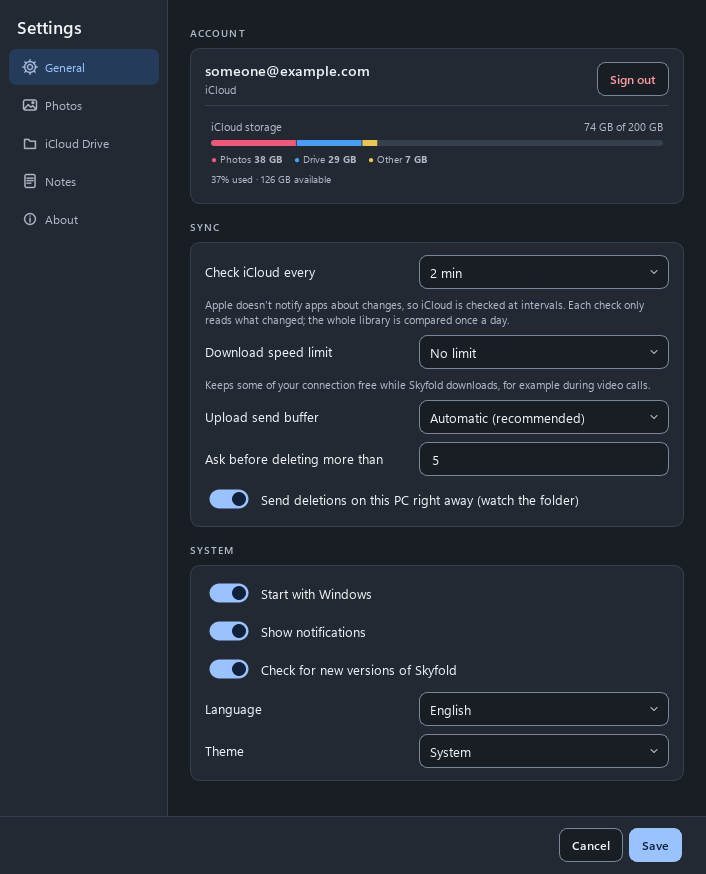 Settings
General
Photos
iCloud Drive
Notes
About
ACCOUNT
someone@example.com
iCloud
Sign out
iCloud storage
74 GB of 200 GB
Photos 38 GB
Drive 29 GB
Other 7 GB
37% used · 126 GB available
SYNC
Check iCloud every
2 min
Apple doesn't notify apps about changes, so iCloud is checked at intervals. Each check only
reads what changed; the whole library is compared once a day.
Download speed limit
No limit
Keeps some of your connection free while Skyfold downloads, for example during video calls.
Upload send buffer
Automatic (recommended)
Ask before deleting more than
5
Send deletions on this PC right away (watch the folder)
SYSTEM
Start with Windows
Show notifications
Check for new versions of Skyfold
Language
English
Theme
System
Cancel
Save